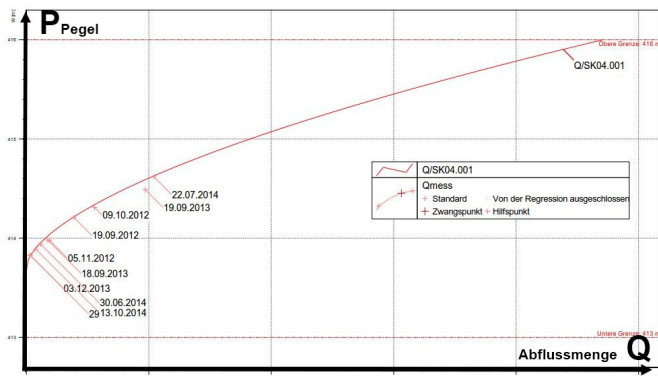 P Pegel
W [m]
416
Obere Grenze: 416 m
Q/SK04.001
415
Q/SK04.001
Qmess
Standard
Von der Regression ausgeschlossen
Zwangspunkt
Hilfspunkt
22.07.2014
19.09.2013
09.10.2012
19.09.2012
414
05.11.2012
18.09.2013
03.12.2013
30.06.2014
29
13.10.2014
413
Untere Grenze: 413 m
Abflussmenge Q